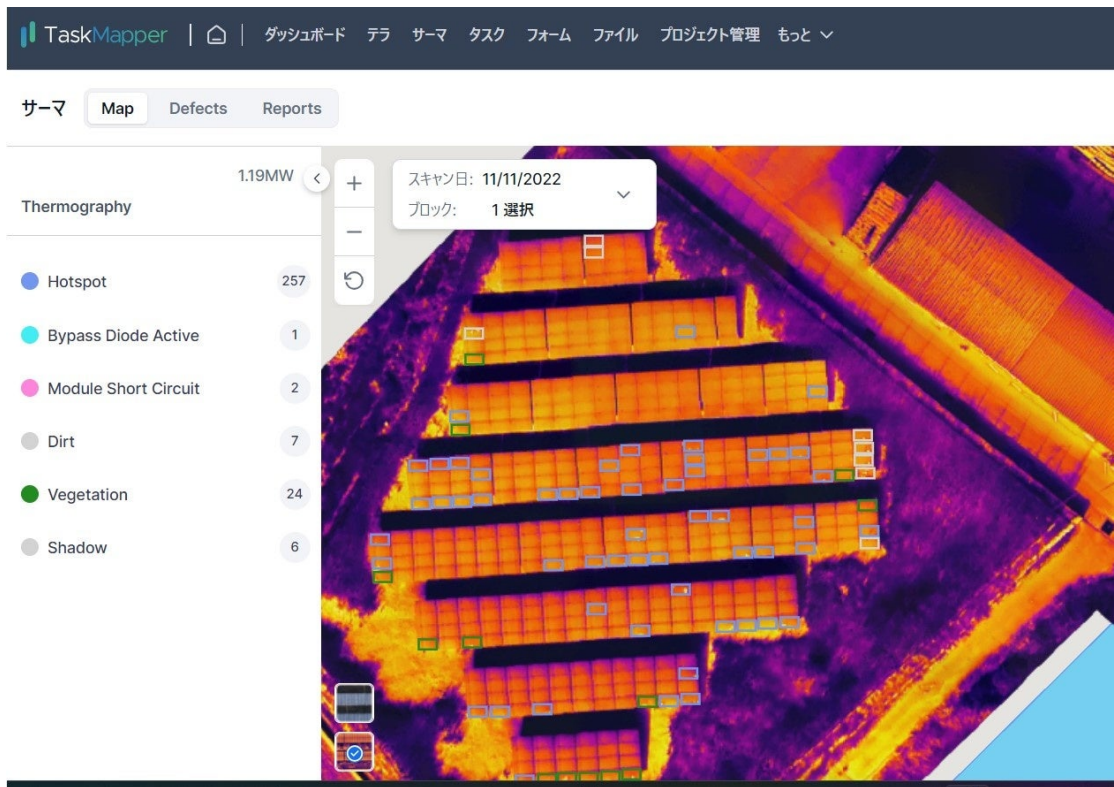 TaskMapper ダッシュボード テラ サーマ タスク フォーム ファイル プロジェクト管理 もっと
サーマ Map Defects Reports
1.19MW
Thermography
Hotspot 257
Bypass Diode Active 1
Module Short Circuit 2
Dirt 7
Vegetation 24
Shadow 6
スキャン日: 11/11/2022
ブロック: 1 選択